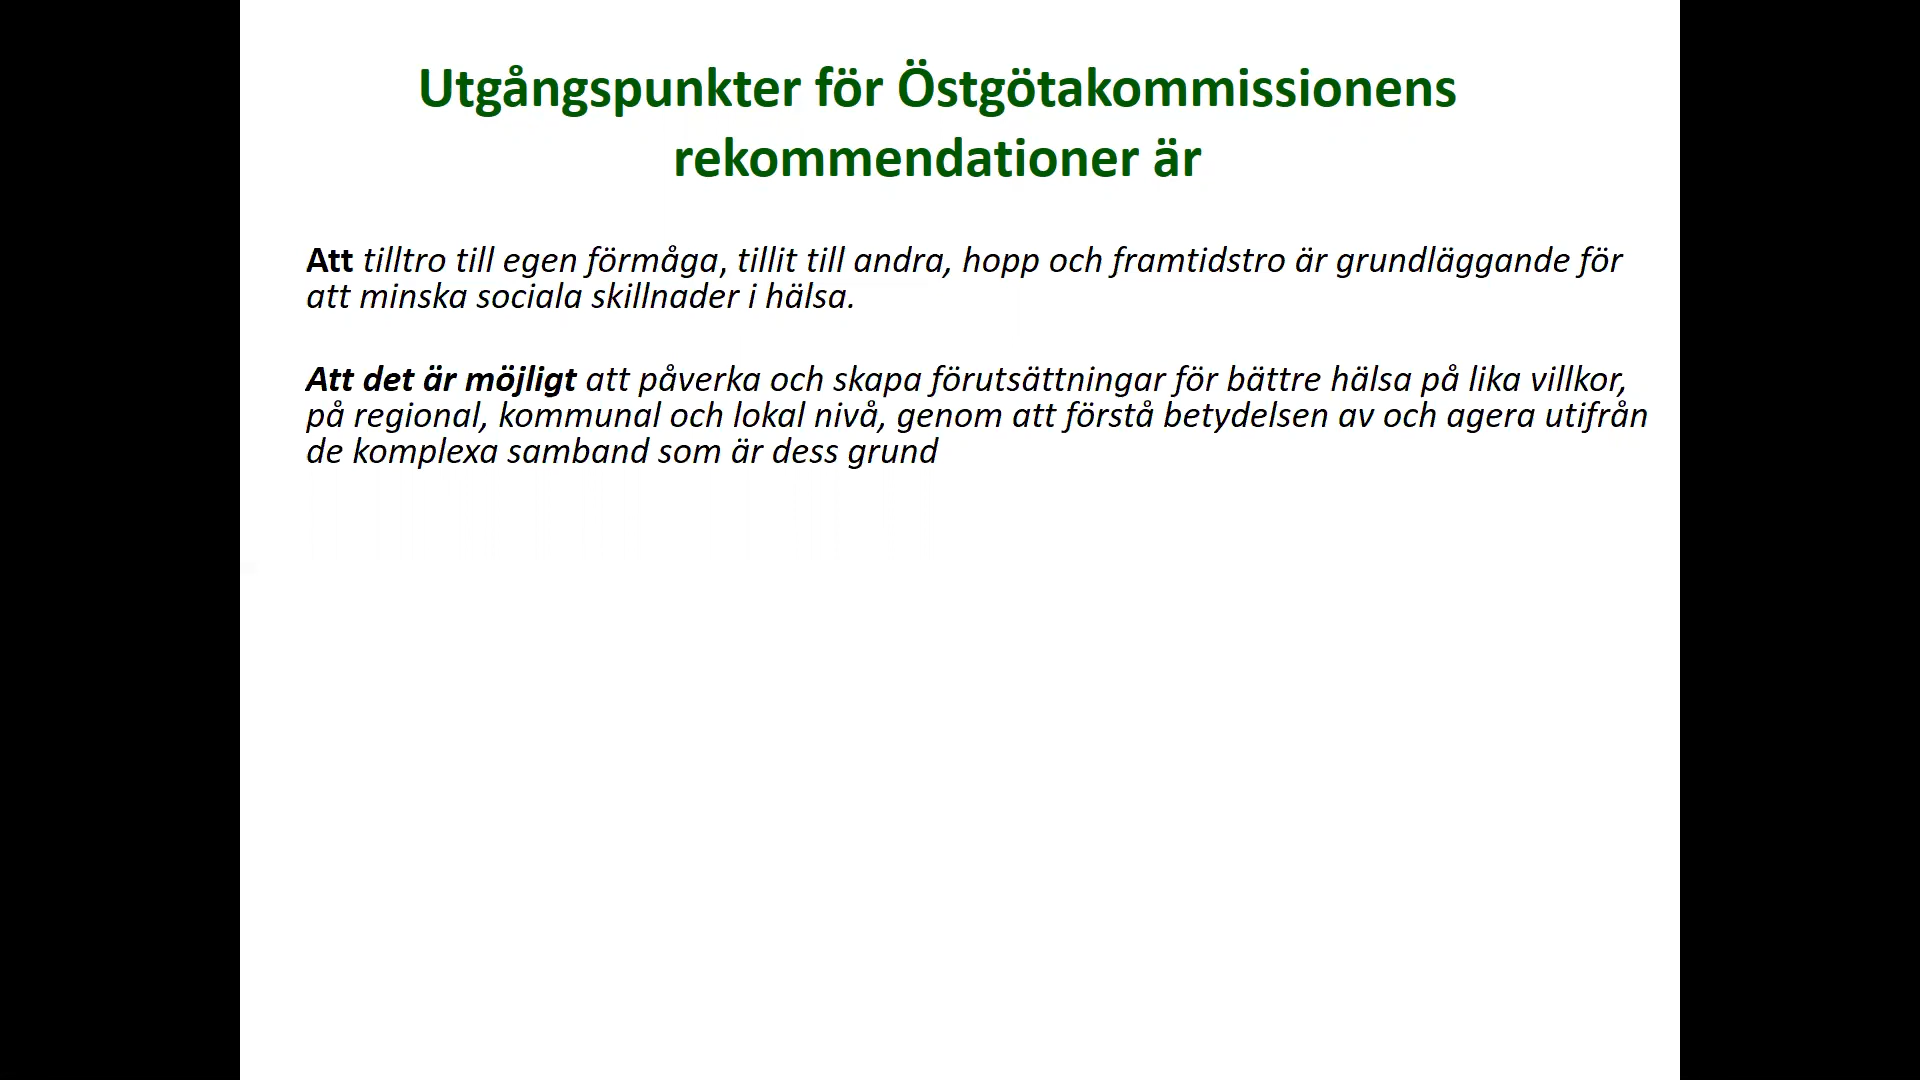 Utgångspunkter för Östgötakommissionens
rekommendationer är
Att tilltro till egen förmåga, tillit till andra, hopp och framtidstro är grundläggande för
att minska sociala skillnader i hälsa.
Att det är möjligt att påverka och skapa förutsättningar för bättre hälsa på lika villkor,
på regional, kommunal och lokal nivå, genom att förstå betydelsen av och agera utifrån
de komplexa samband som är dess grund